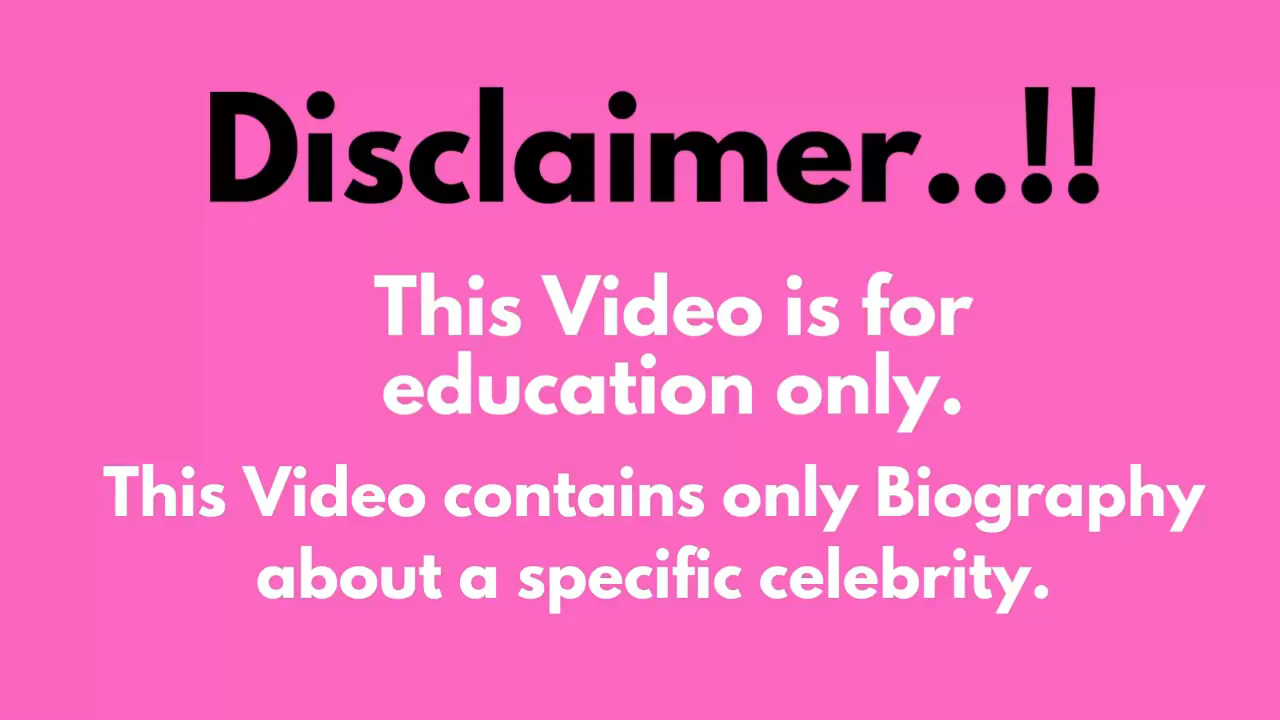 Disclaimer..!!
This Video is for
education only.
This Video contains only Biography
about a specific celebrity.